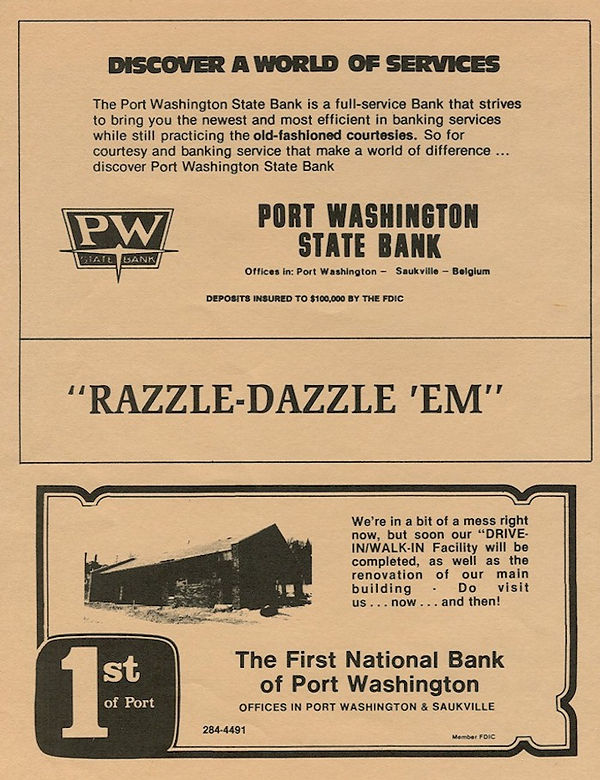 DISCOVER A WORLD OF SERVICES
The Port Washington State Bank is a full-service Bank that strives
to bring you the newest and most efficient in banking services
while still practicing the old-fashioned courtesies. So for
courtesy and banking service that make a world of difference ...
discover Port Washington State Bank
PW
STATE BANK
PORT WASHINGTON
STATE BANK
Offices in: Port Washington – Saukville – Belgium
DEPOSITS INSURED TO $100,000 BY THE FDIC
"RAZZLE-DAZZLE 'EM"
We're in a bit of a mess right
now, but soon our "DRIVE-
IN/WALK-IN Facility will be
completed, as well as the
renovation of our main
building - Do visit
us . . . now . . . and then!
1st
of Port
The First National Bank
of Port Washington
OFFICES IN PORT WASHINGTON & SAUKVILLE
284-4491
Member FDIC